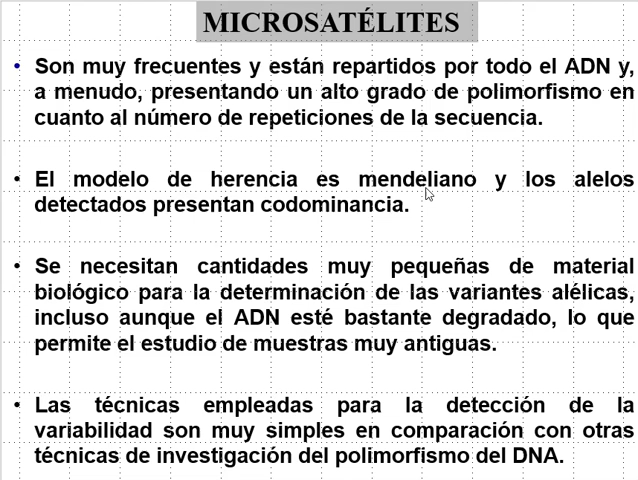 MICROSATÉLITES
• Son muy frecuentes y están repartidos por todo el ADN y,
a menudo, presentando un alto grado de polimorfismo en
cuanto al número de repeticiones de la secuencia.
• El modelo de herencia es mendeliano y los alelos
detectados presentan codominancia.
• Se necesitan cantidades muy pequeñas de material
biológico para la determinación de las variantes alélicas,
incluso aunque el ADN esté bastante degradado, lo que
permite el estudio de muestras muy antiguas.
• Las técnicas empleadas para la detección de la
variabilidad son muy simples en comparación con otras
técnicas de investigación del polimorfismo del DNA.